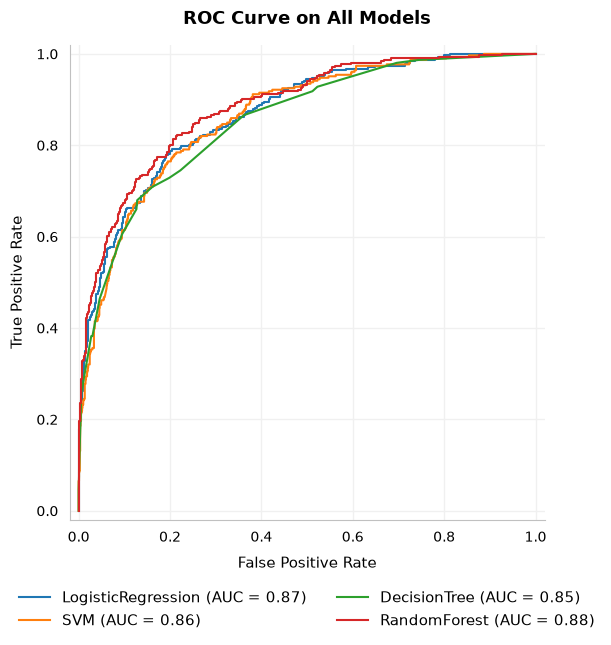 ROC Curve on All Models
True Positive Rate
1.0
0.8
0.6
0.4
0.2
0.0
0.0 0.2 0.4 0.6 0.8 1.0
False Positive Rate
LogisticRegression (AUC = 0.87)
SVM (AUC = 0.86)
DecisionTree (AUC = 0.85)
RandomForest (AUC = 0.88)